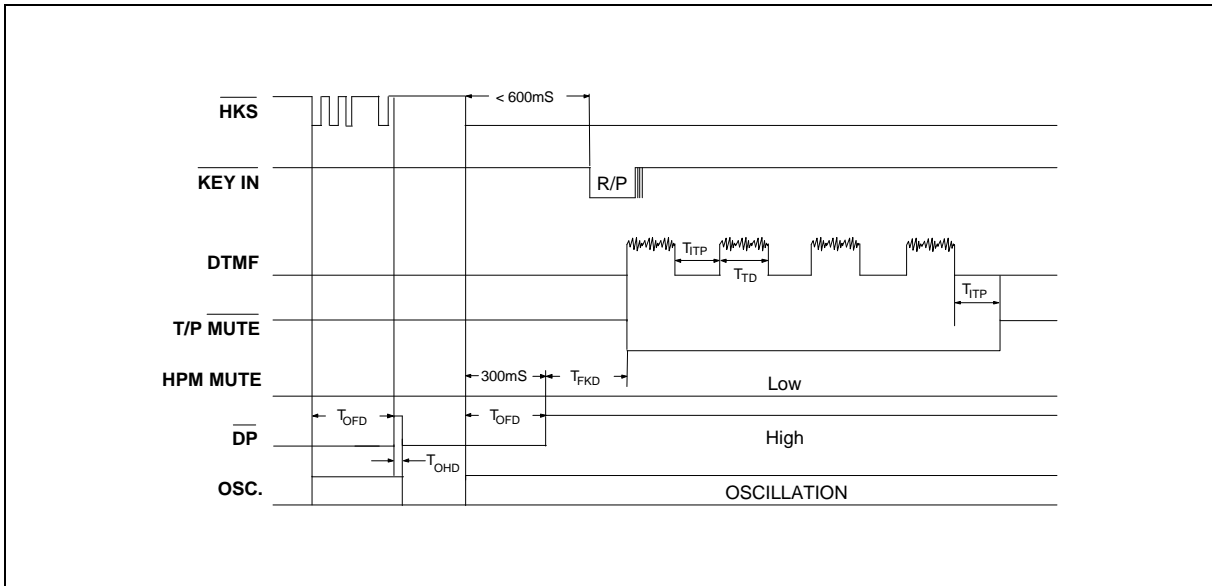 HKS
< 600mS
KEY IN
R/P
DTMF
TITP
TTD
TITP
T/P MUTE
HPM MUTE
300mS
TFKD
Low
TOFD
TOFD
DP
High
TOHD
OSC.
OSCILLATION